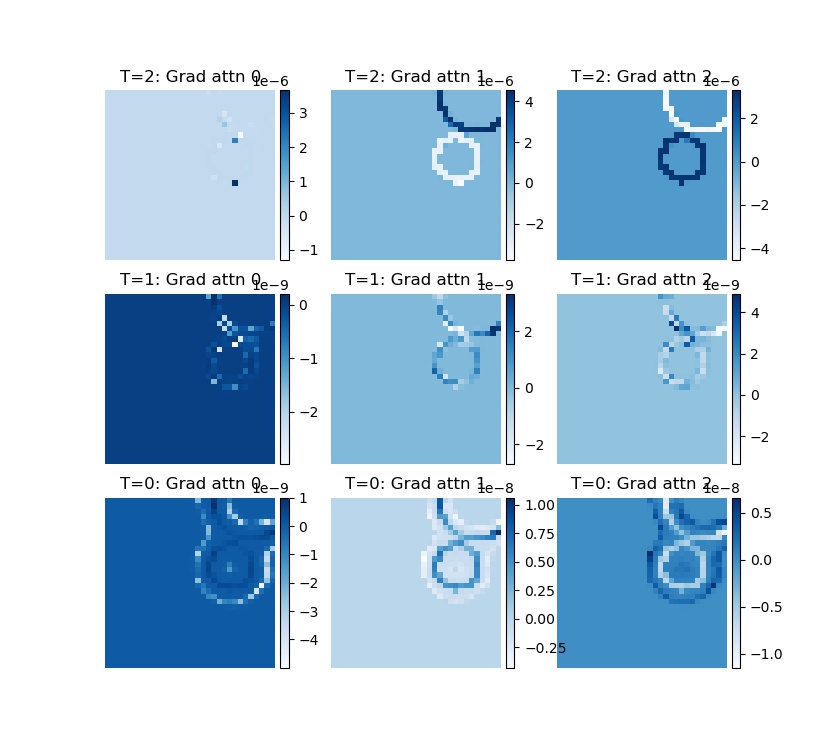 T=2: Grad attn 0
1e−6
3
2
1
0
−1
T=2: Grad attn 1
1e−6
4
2
0
−2
T=2: Grad attn 2
1e−6
2
0
−2
−4
T=1: Grad attn 0
1e−9
0
−1
−2
T=1: Grad attn 1
1e−9
2
0
−2
T=1: Grad attn 2
1e−9
4
2
0
−2
T=0: Grad attn 0
1e−9
1
0
−1
−2
−3
−4
T=0: Grad attn 1
1e−8
1.00
0.75
0.50
0.25
0.00
−0.25
T=0: Grad attn 2
1e−8
0.5
0.0
−0.5
−1.0